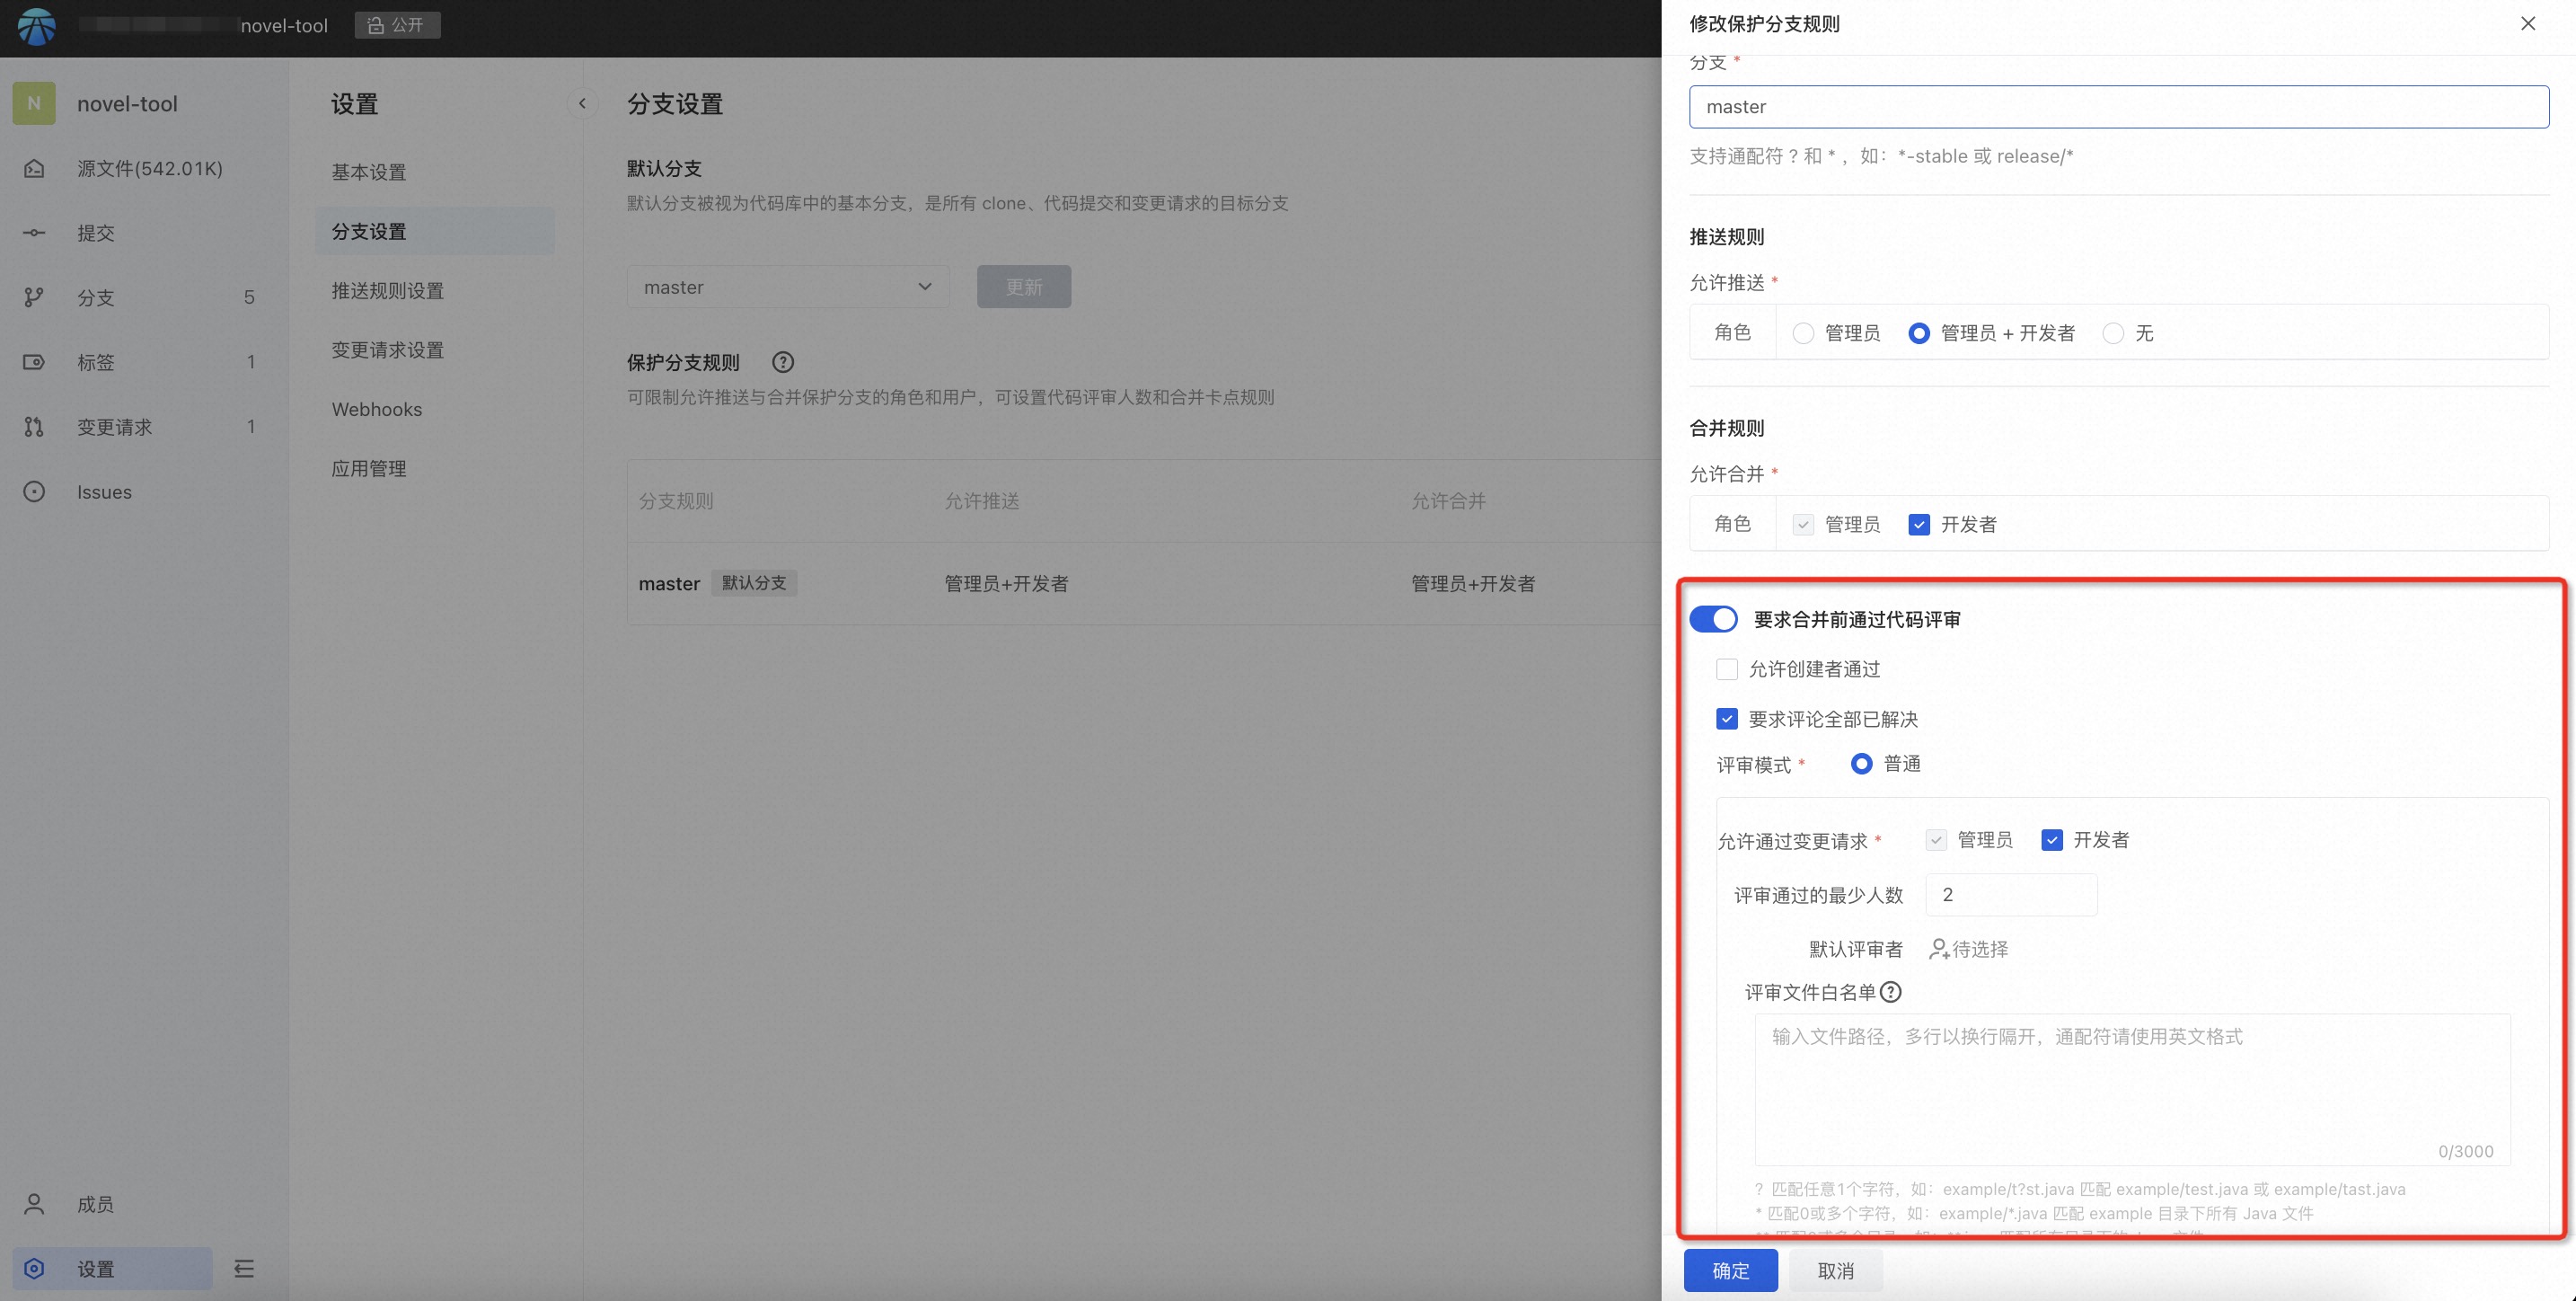 novel-tool
公开
N
novel-tool
源文件(542.01K)
提交
分支 5
标签 1
变更请求 1
Issues
成员
设置
设置
基本设置
分支设置
推送规则设置
变更请求设置
Webhooks
应用管理
分支设置
默认分支
默认分支被视为代码库中的基本分支，是所有 clone、代码提交和变更请求的目标分支
master
更新
保护分支规则 ?
可限制允许推送与合并保护分支的角色和用户，可设置代码评审人数和合并卡点规则
分支规则 允许推送 允许合并
master 默认分支 管理员+开发者 管理员+开发者
修改保护分支规则
分支 *
master
支持通配符 ? 和 * ，如：*-stable 或 release/*
推送规则
允许推送 *
角色 管理员 管理员 + 开发者 无
合并规则
允许合并 *
角色 管理员 开发者
要求合并前通过代码评审
允许创建者通过
要求评论全部已解决
评审模式 * 普通
允许通过变更请求 * 管理员 开发者
评审通过的最少人数 2
默认评审者 待选择
评审文件白名单 ?
输入文件路径，多行以换行隔开，通配符请使用英文格式
0/3000
? 匹配任意1个字符，如：example/t?st.java 匹配 example/test.java 或 example/tast.java
* 匹配0或多个字符，如：example/*.java 匹配 example 目录下所有 Java 文件
确定 取消